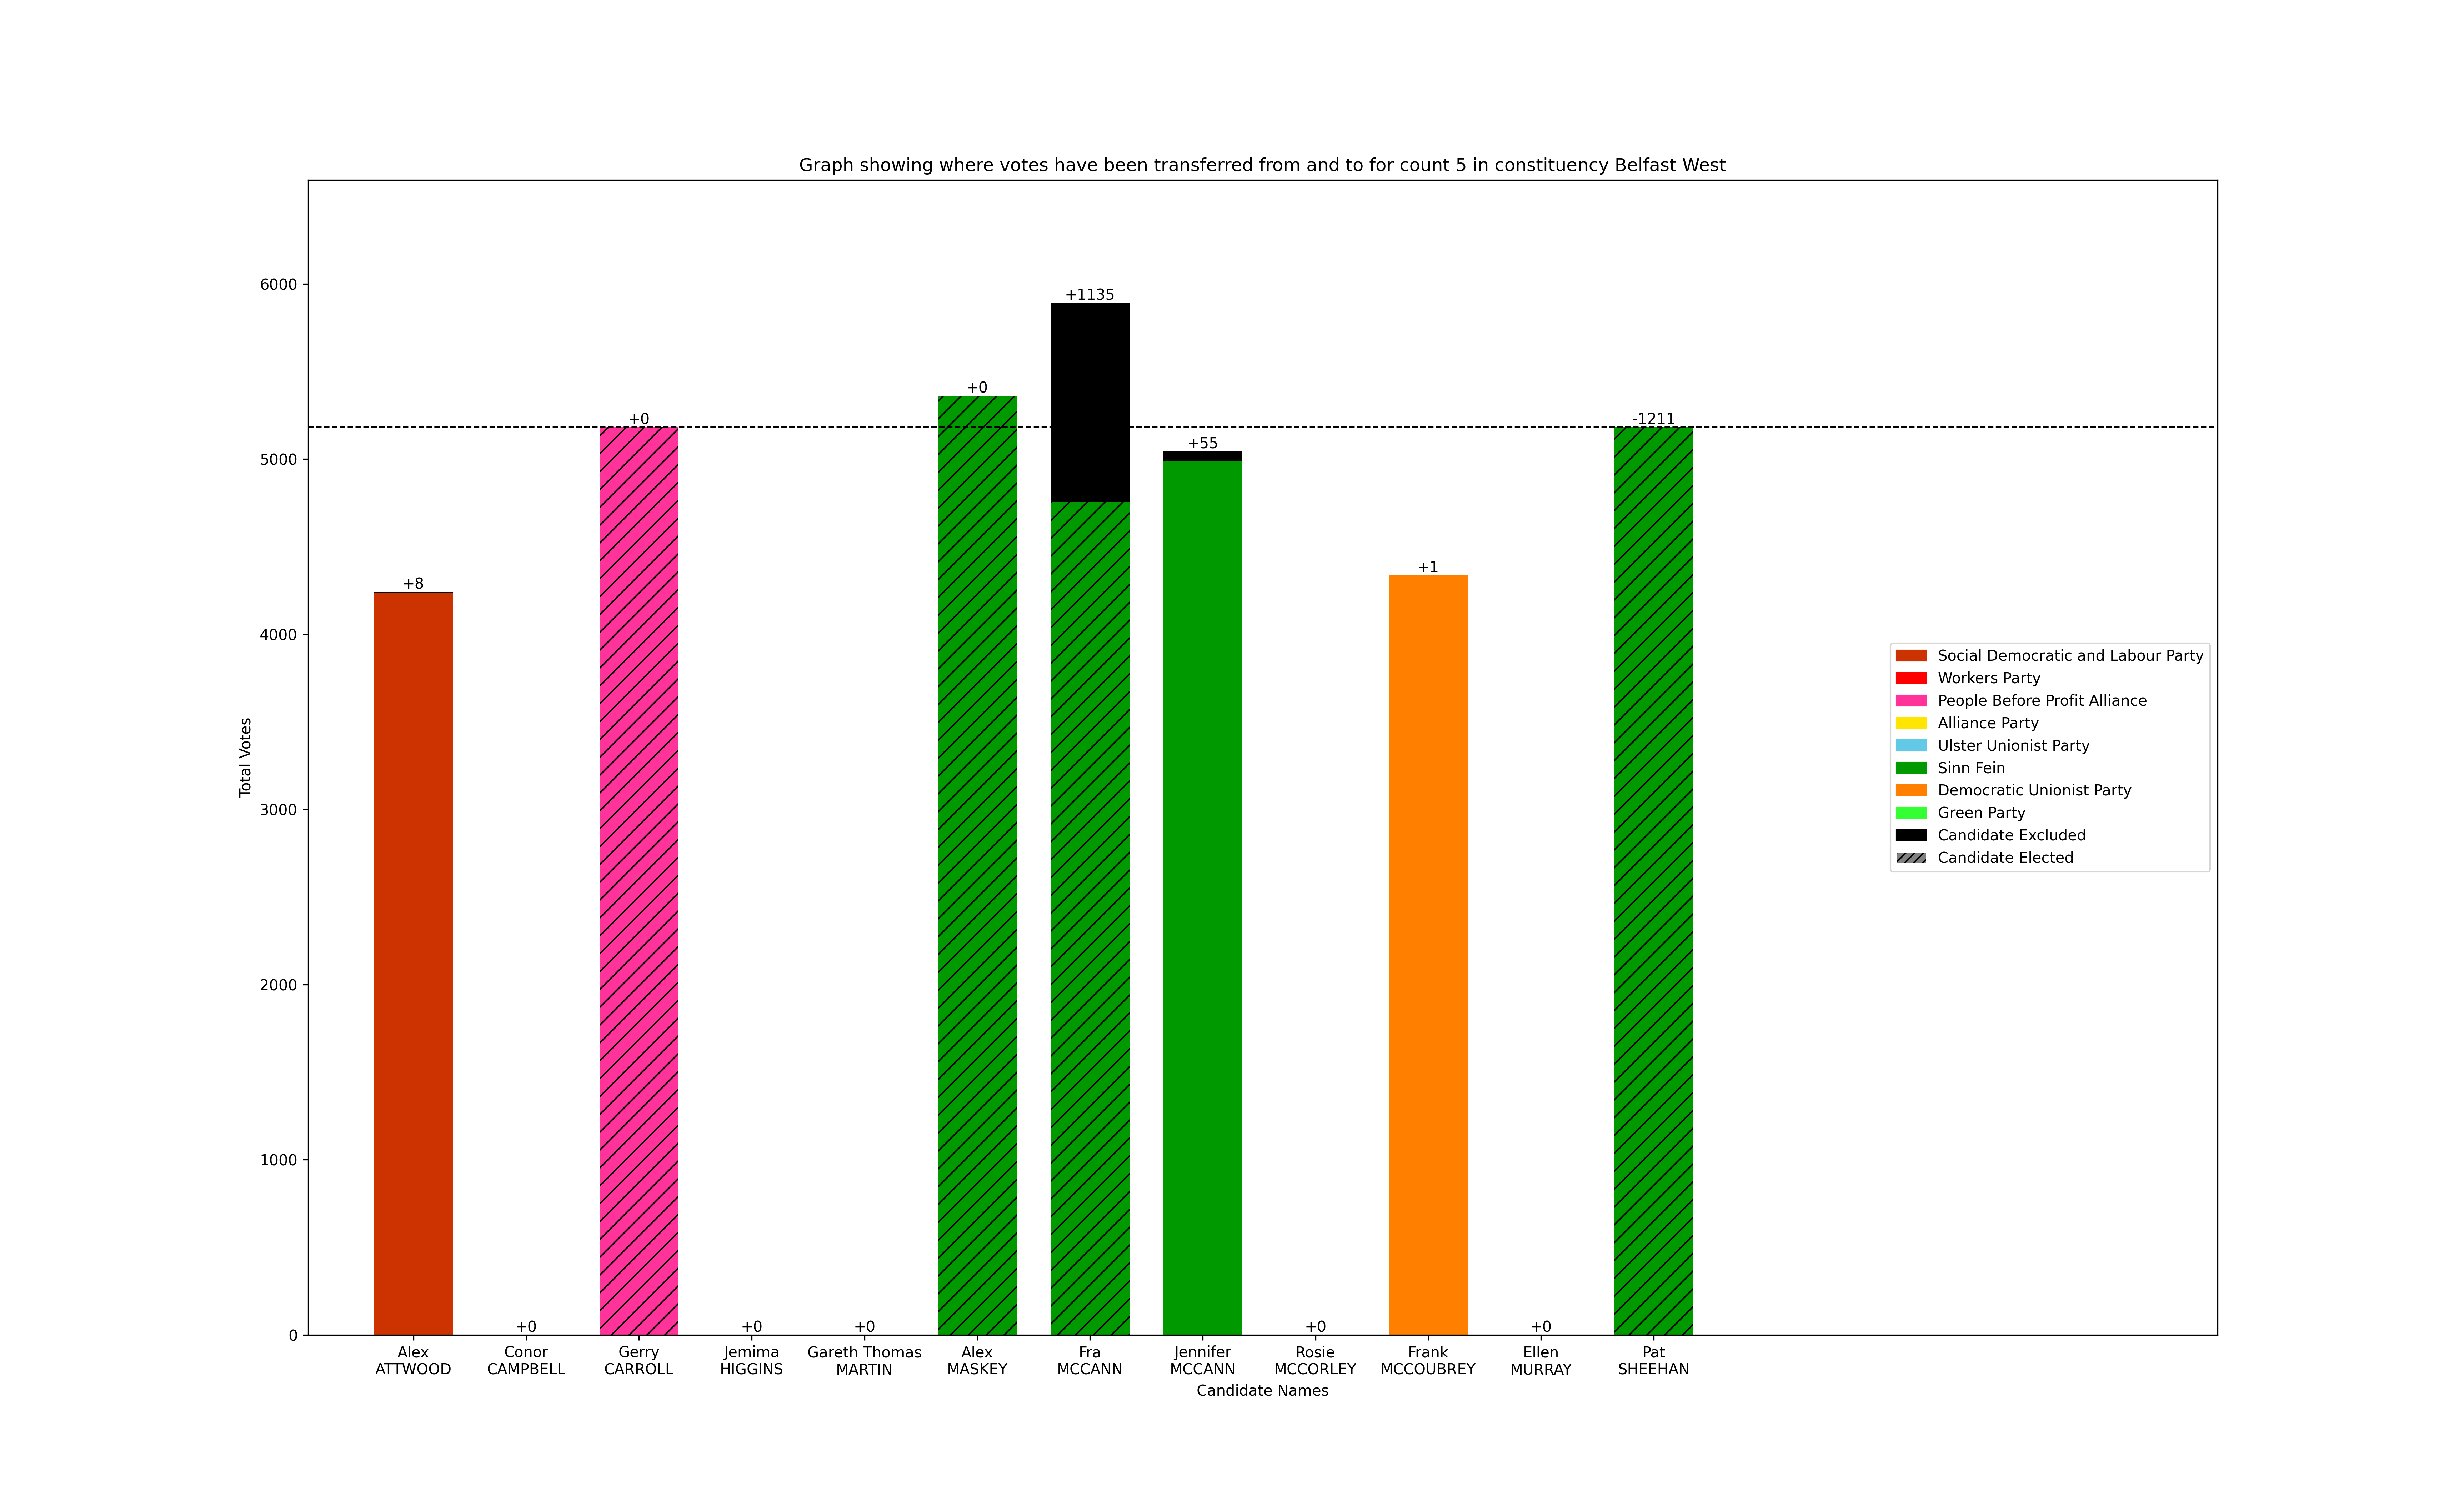 Graph showing where votes have been transferred from and to for count 5 in constituency Belfast West
Total Votes
6000
5000
4000
3000
2000
1000
0
+8
+0
+0
+0
+0
+0
+1135
+55
+0
+1
+0
-1211
Alex
ATTWOOD
Conor
CAMPBELL
Gerry
CARROLL
Jemima
HIGGINS
Gareth Thomas
MARTIN
Alex
MASKEY
Fra
MCCANN
Jennifer
MCCANN
Rosie
MCCORLEY
Frank
MCCOUBREY
Ellen
MURRAY
Pat
SHEEHAN
Candidate Names
Social Democratic and Labour Party
Workers Party
People Before Profit Alliance
Alliance Party
Ulster Unionist Party
Sinn Fein
Democratic Unionist Party
Green Party
Candidate Excluded
Candidate Elected